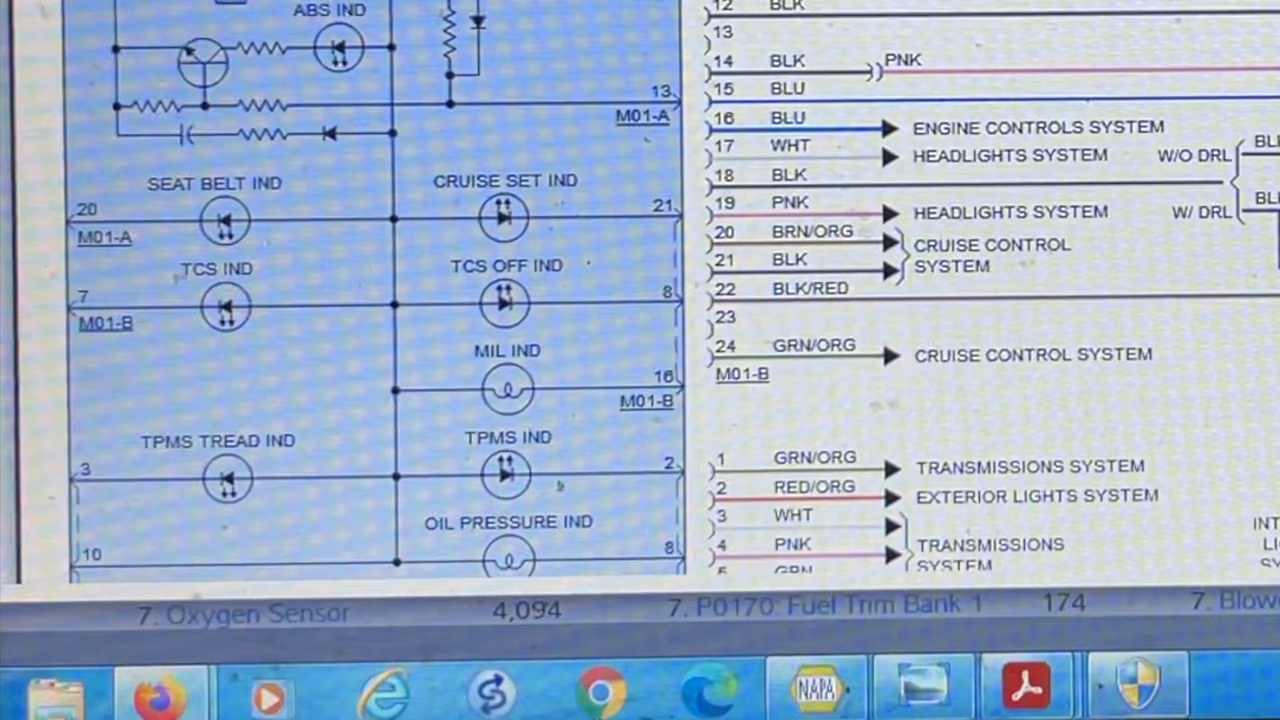 ABS IND
13
M01-A
SEAT BELT IND
CRUISE SET IND
20
21
M01-A
TCS IND
TCS OFF IND
7
8
M01-B
MIL IND
16
M01-B
TPMS TREAD IND
TPMS IND
3
2
OIL PRESSURE IND
10
8
12 BLK
13
14 BLK PNK
15 BLU
16 BLU ENGINE CONTROLS SYSTEM
17 WHT HEADLIGHTS SYSTEM W/O DRL
18 BLK
19 PNK HEADLIGHTS SYSTEM W/ DRL
20 BRN/ORG CRUISE CONTROL
21 BLK SYSTEM
22 BLK/RED
23
24 GRN/ORG CRUISE CONTROL SYSTEM
M01-B
1 GRN/ORG TRANSMISSIONS SYSTEM
2 RED/ORG EXTERIOR LIGHTS SYSTEM
3 WHT
4 PNK TRANSMISSIONS
5 GRN SYSTEM
7. Oxygen Sensor 4,094 7. P0170: Fuel Trim Bank 1 174 7. Blow
NAPA